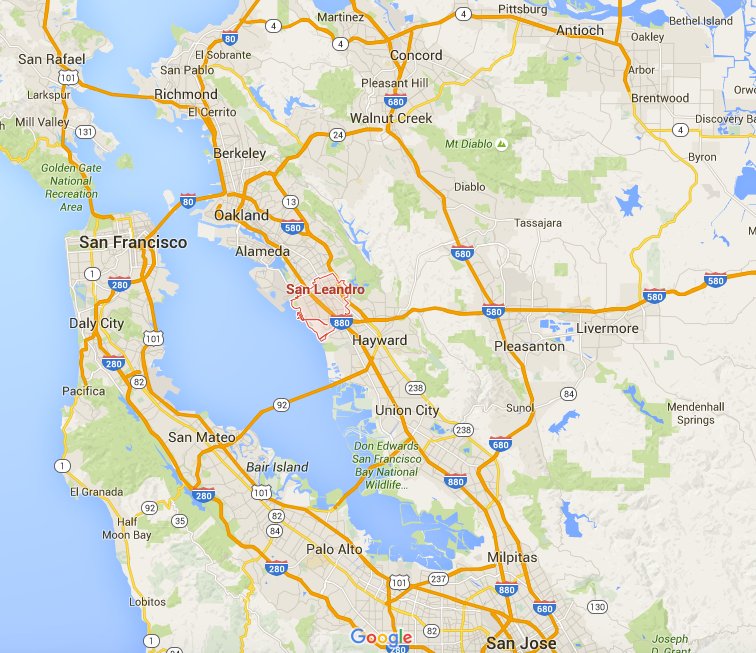 Martinez
4
Pittsburg
Bethel Island
4
80
El Sobrante
4
Antioch
Oakley
San Rafael
Concord
101
San Pablo
Arbor
Pleasant Hill
Larkspur
Richmond
680
Brentwood
El Cerrito
Mill Valley
Walnut Creek
Discovery Ba
131
24
4
Mt Diablo
Berkeley
Byron
Golden Gate
National
Recreation
Area
Diablo
80
13
Oakland
580
Tassajara
San Francisco
Alameda
680
1
280
580
580
San Leandro
580
880
Daly City
Livermore
101
Hayward
Pleasanton
280
82
Pacifica
238
84
92
Union City
Sunol
Mendenhall
Springs
238
San Mateo
680
Don Edwards
San Francisco
Bay National
Wildlife...
1
Bair Island
880
El Granada
280
101
92
35
82
Half
Moon Bay
84
Palo Alto
Milpitas
280
101
237
880
Lobitos
680
130
82
Google
1
San Jose
Joseph
D. Grant
280